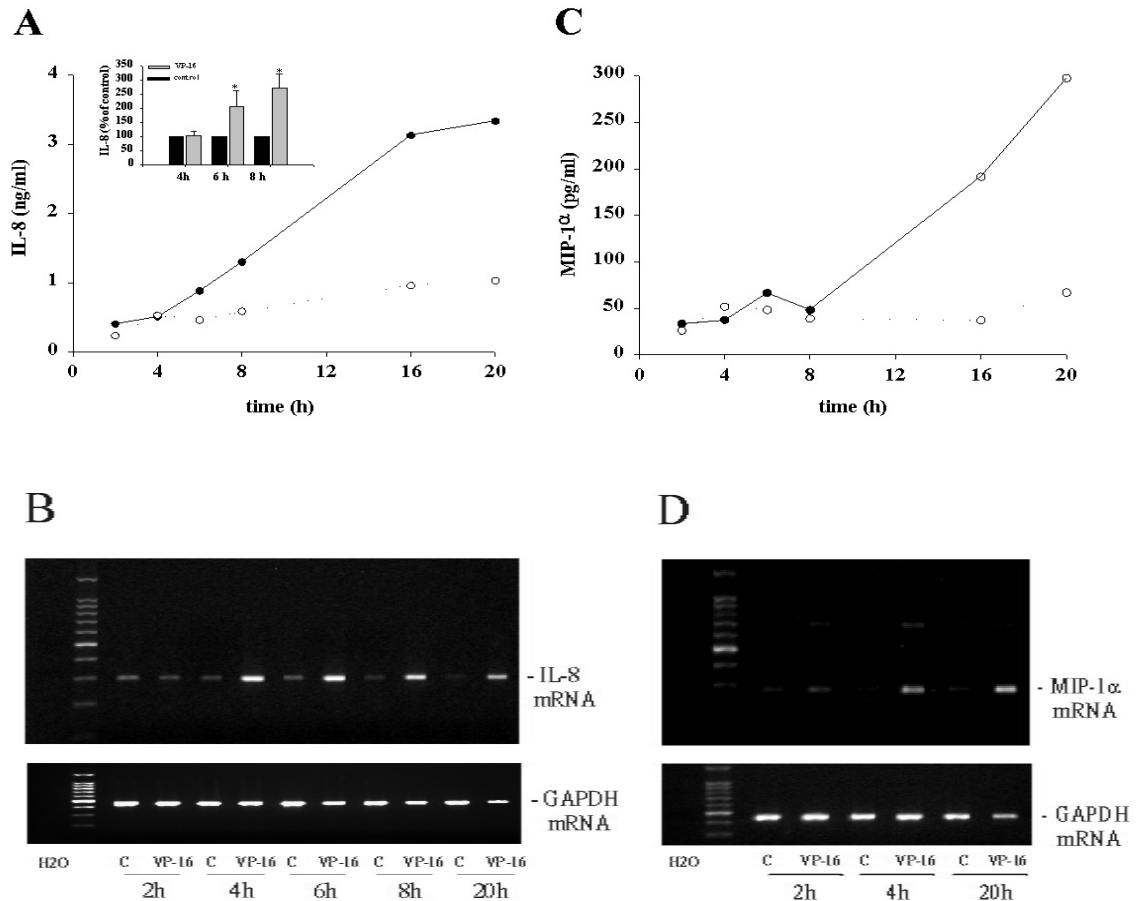 A
IL-8 (ng/ml)
4
3
2
1
0
0 4 8 12 16 20
time (h)
IL-8 (% of control)
350
300
250
200
150
100
50
0
VP-16
control
* *
4h 6 h 8 h
C
MIP-1α (pg/ml)
300
250
200
150
100
50
0
0 4 8 12 16 20
time (h)
B
- IL-8
mRNA
- GAPDH
mRNA
H2O C VP-16 C VP-16 C VP-16 C VP-16 C VP-16
2h 4h 6h 8h 20h
D
- MIP-1α
mRNA
- GAPDH
mRNA
H2O C VP-16 C VP-16 C VP-16
2h 4h 20h